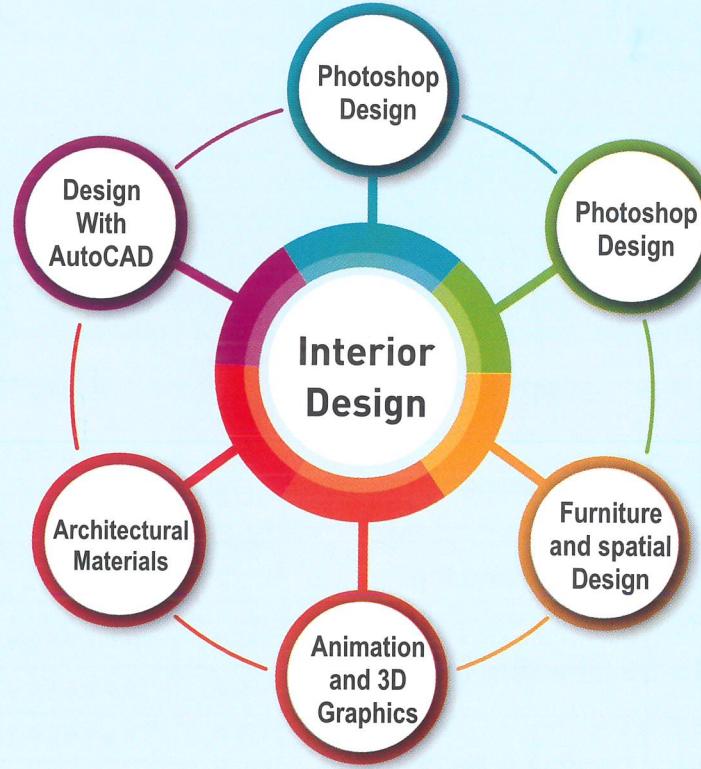 Photoshop
Design
Photoshop
Design
Furniture
and spatial
Design
Animation
and 3D
Graphics
Architectural
Materials
Design
With
AutoCAD
Interior
Design